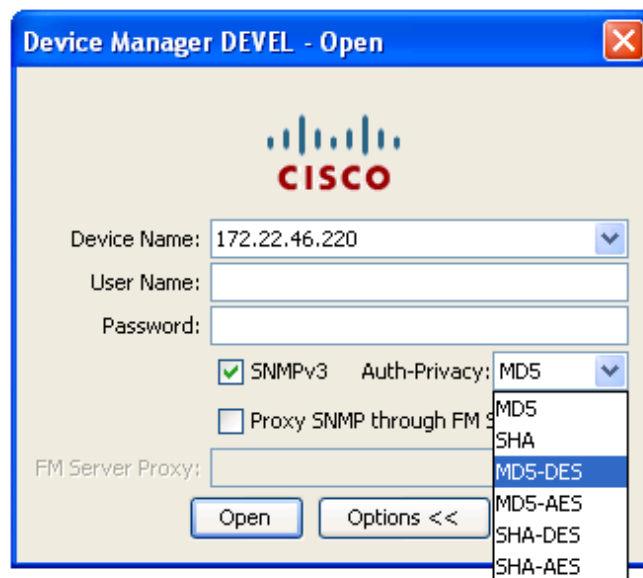 Device Manager DEVEL - Open
CISCO
Device Name: 172.22.46.220
User Name:
Password:
SNMPv3 Auth-Privacy: MD5
Proxy SNMP through FM S
MD5
SHA
MD5-DES
MD5-AES
SHA-DES
SHA-AES
FM Server Proxy:
Open Options <<